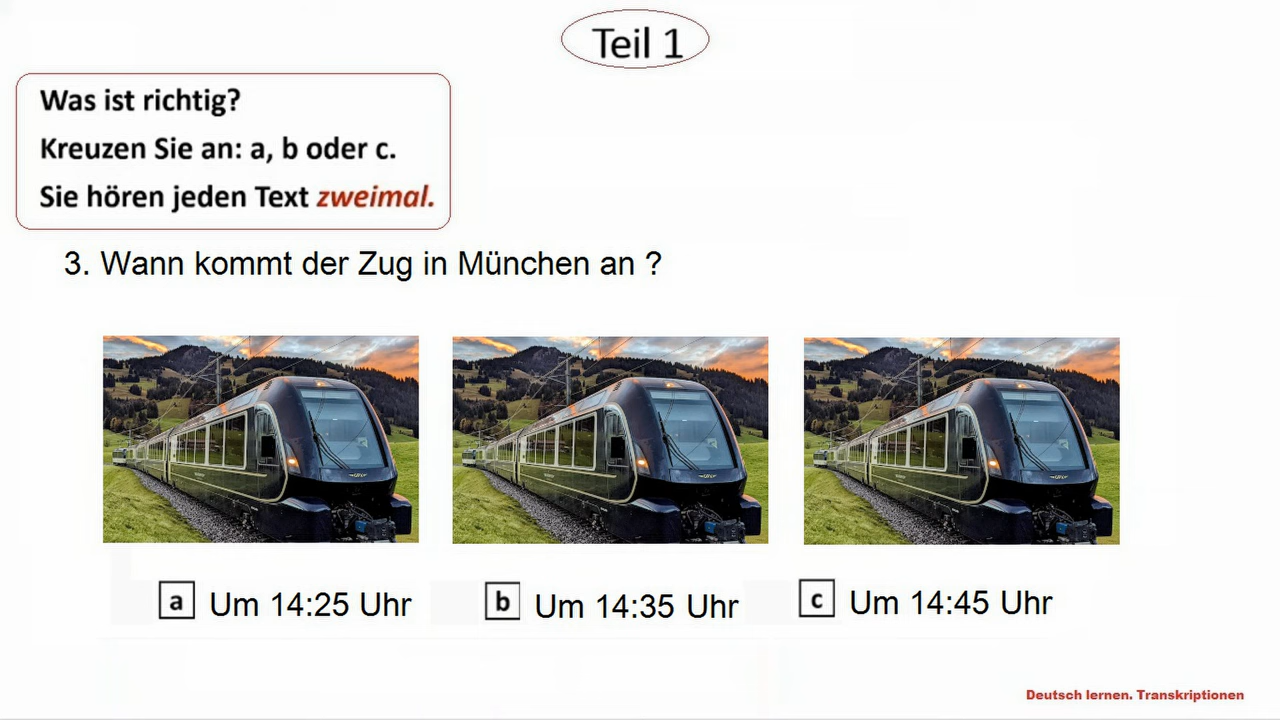 Teil 1
Was ist richtig?
Kreuzen Sie an: a, b oder c.
Sie hören jeden Text zweimal.
3. Wann kommt der Zug in München an ?
a Um 14:25 Uhr
b Um 14:35 Uhr
c Um 14:45 Uhr
Deutsch lernen. Transkriptionen